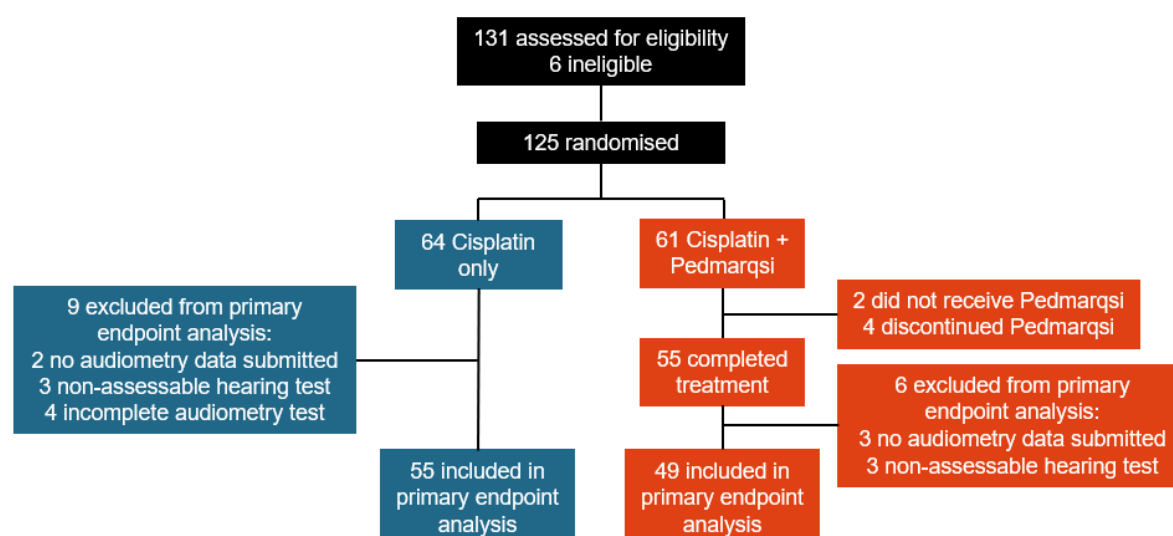 131 assessed for eligibility
6 ineligible
125 randomised
64 Cisplatin
only
61 Cisplatin +
Pedmarqsi
9 excluded from primary
endpoint analysis:
2 no audiometry data submitted
3 non-assessable hearing test
4 incomplete audiometry test
2 did not receive Pedmarqsi
4 discontinued Pedmarqsi
55 completed
treatment
6 excluded from primary
endpoint analysis:
3 no audiometry data submitted
3 non-assessable hearing test
55 included in
primary endpoint
analysis
49 included in
primary endpoint
analysis